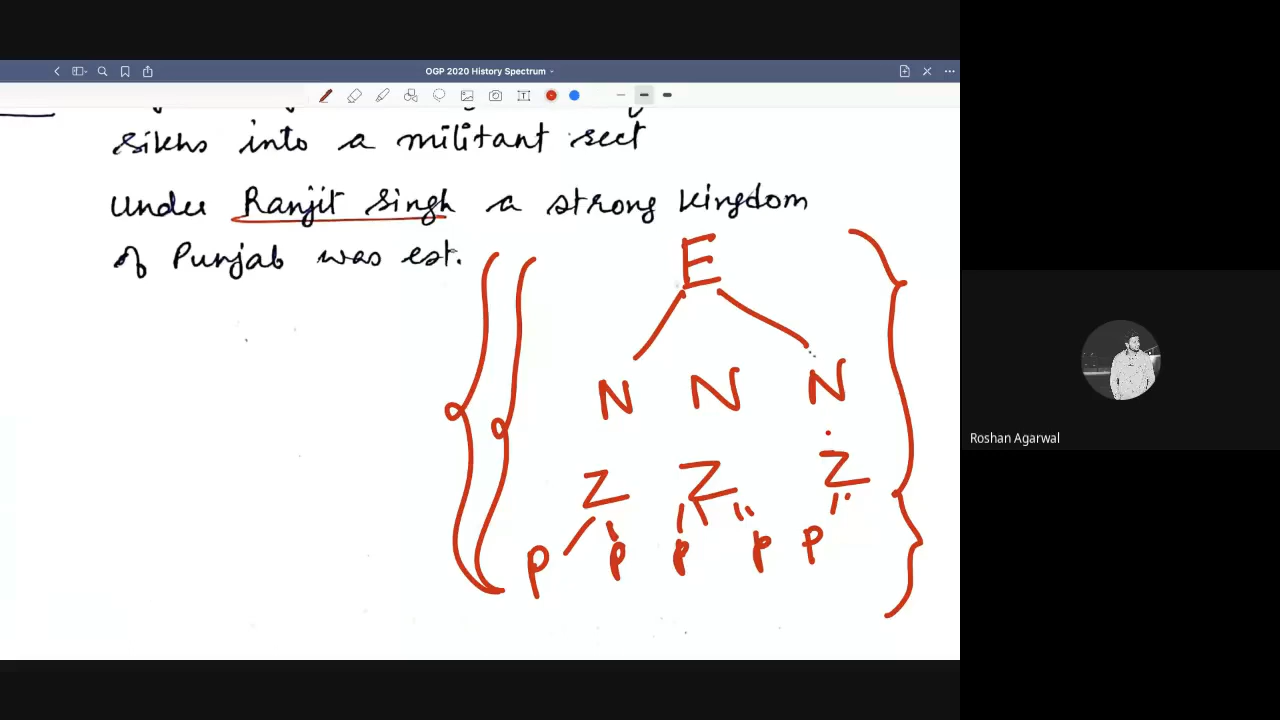 OGP 2020 History Spectrum
sikhs into a militant sect
Under Ranjit Singh a strong kingdom
of Punjab was est.
E
N N N
Z Z Z
P P P P P
Roshan Agarwal